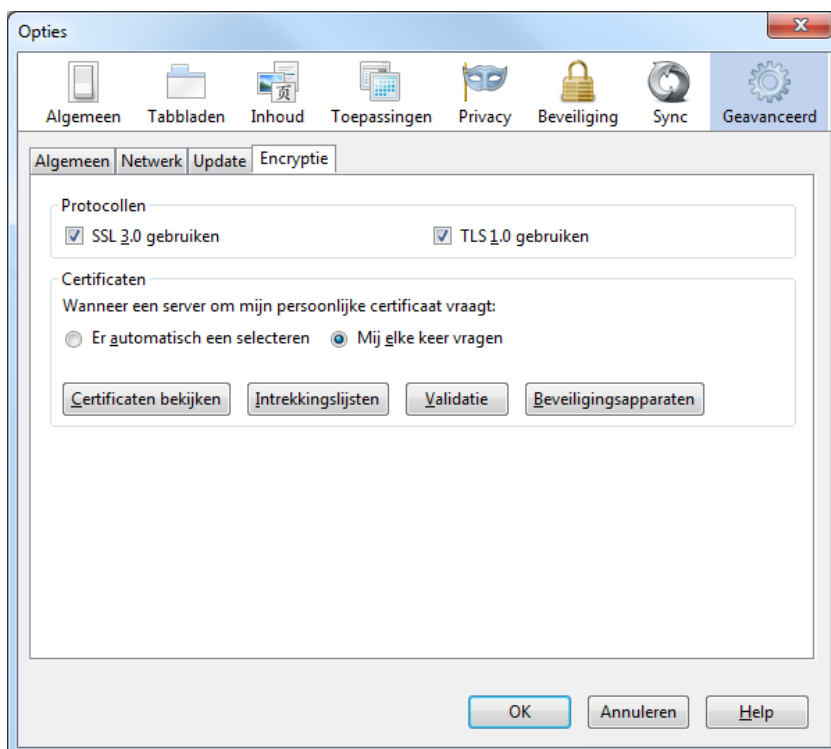 Opties
Algemeen Tabbladen Inhoud Toepassingen Privacy Beveiliging Sync Geavanceerd
Algemeen Netwerk Update Encryptie
Protocollen
SSL 3.0 gebruiken TLS 1.0 gebruiken
Certificaten
Wanneer een server om mijn persoonlijke certificaat vraagt:
Er automatisch een selecteren Mij elke keer vragen
Certificaten bekijken Intrekkingslijsten Validatie Beveiligingsapparaten
OK Annuleren Help